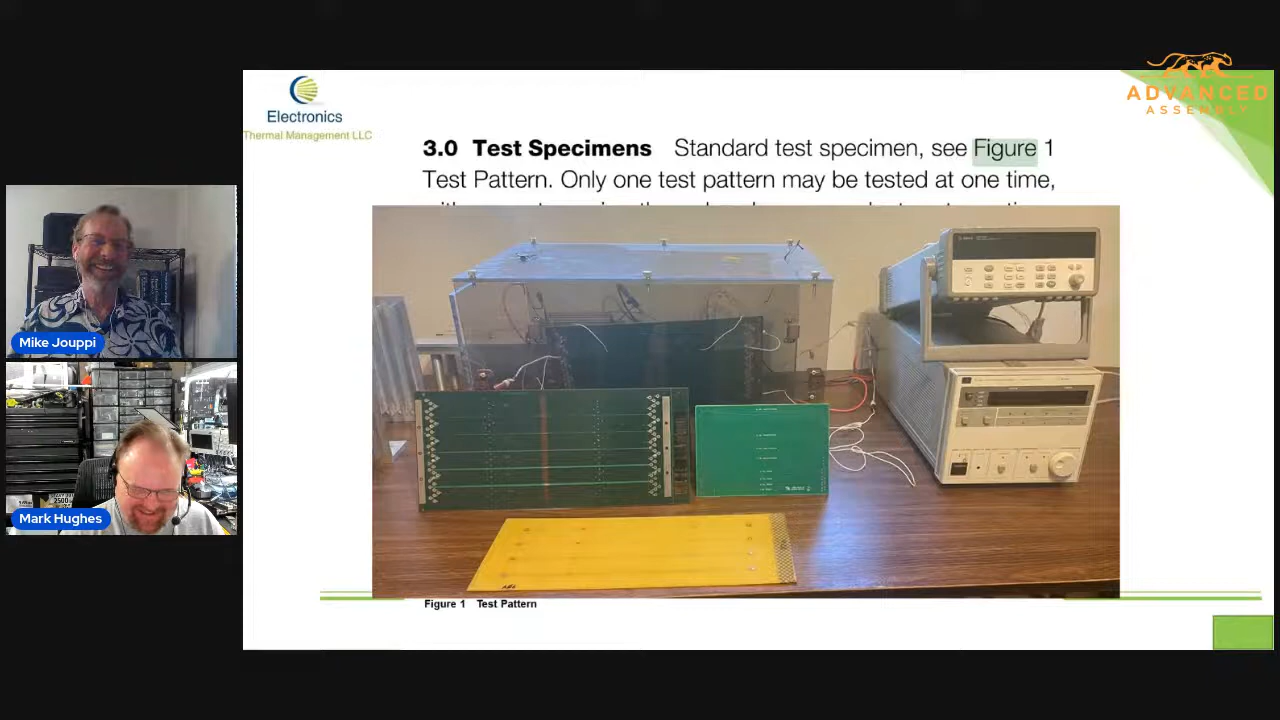 Electronics
Thermal Management LLC
ADVANCED
ASSEMBLY
3.0 Test Specimens Standard test specimen, see Figure 1
Test Pattern. Only one test pattern may be tested at one time,
Mike Jouppi
Mark Hughes
Figure 1 Test Pattern